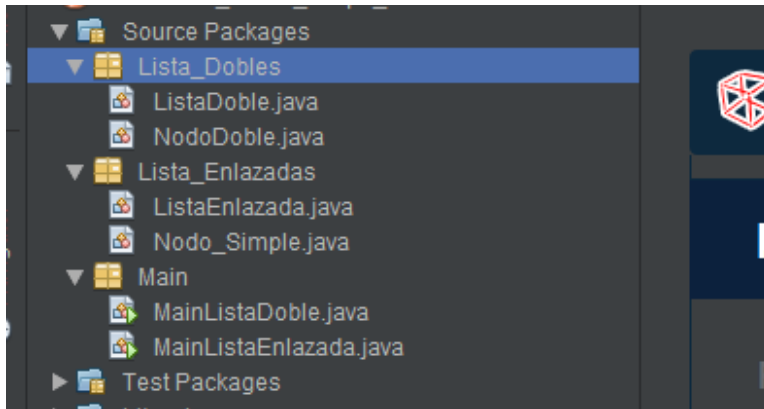 Source Packages
Lista_Dobles
ListaDoble.java
NodoDoble.java
Lista_Enlazadas
ListaEnlazada.java
Nodo_Simple.java
Main
MainListaDoble.java
MainListaEnlazada.java
Test Packages